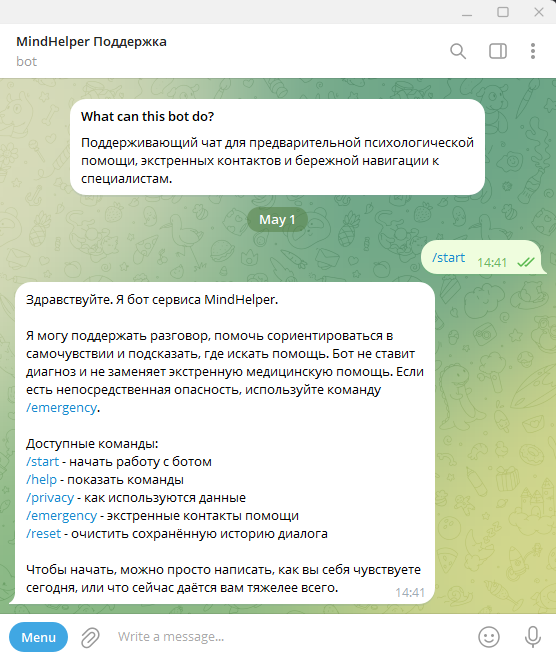 MindHelper Поддержка
bot
What can this bot do?
Поддерживающий чат для предварительной психологической
помощи, экстренных контактов и бережной навигации к
специалистам.
May 1
/start 14:41
Здравствуйте. Я бот сервиса MindHelper.
Я могу поддержать разговор, помочь сориентироваться в
самочувствии и подсказать, где искать помощь. Бот не ставит
диагноз и не заменяет экстренную медицинскую помощь. Если
есть непосредственная опасность, используйте команду
/emergency.
Доступные команды:
/start - начать работу с ботом
/help - показать команды
/privacy - как используются данные
/emergency - экстренные контакты помощи
/reset - очистить сохранённую историю диалога
Чтобы начать, можно просто написать, как вы себя чувствуете
сегодня, или что сейчас даётся вам тяжелее всего. 14:41
Menu Write a message...